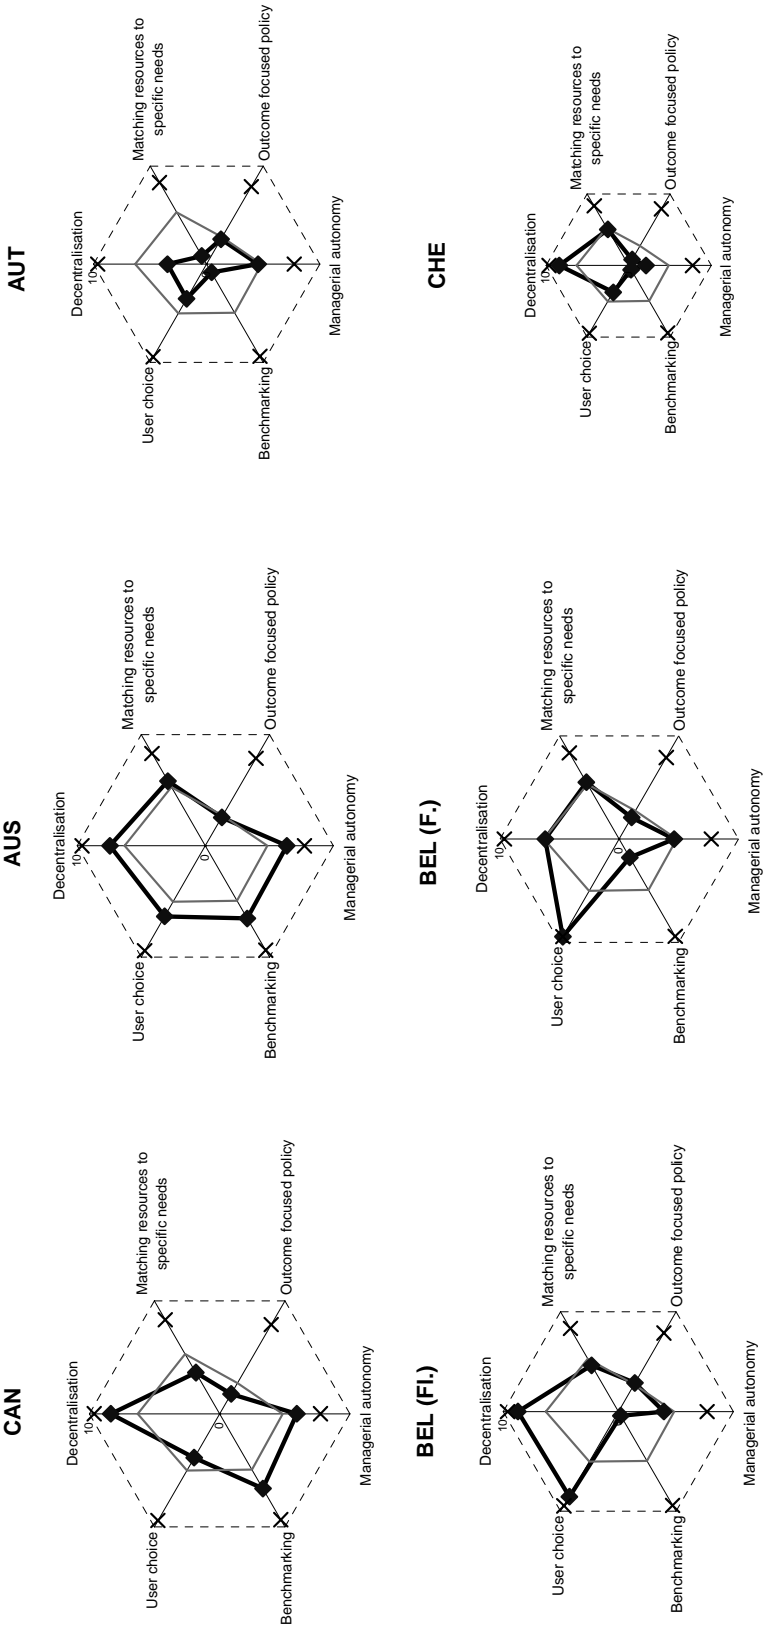 AUT
Decentralisation
10
Matching resources to
specific needs
Outcome focused policy
Managerial autonomy
Benchmarking
User choice
CHE
Decentralisation
10
Matching resources to
specific needs
Outcome focused policy
Managerial autonomy
Benchmarking
User choice
AUS
Decentralisation
10
Matching resources to
specific needs
0
Outcome focused policy
Managerial autonomy
Benchmarking
User choice
BEL (F.)
Decentralisation
10
Matching resources to
specific needs
0
Outcome focused policy
Managerial autonomy
Benchmarking
User choice
CAN
Decentralisation
10
Matching resources to
specific needs
0
Outcome focused policy
Managerial autonomy
Benchmarking
User choice
BEL (Fl.)
Decentralisation
10
Matching resources to
specific needs
Outcome focused policy
Managerial autonomy
Benchmarking
User choice